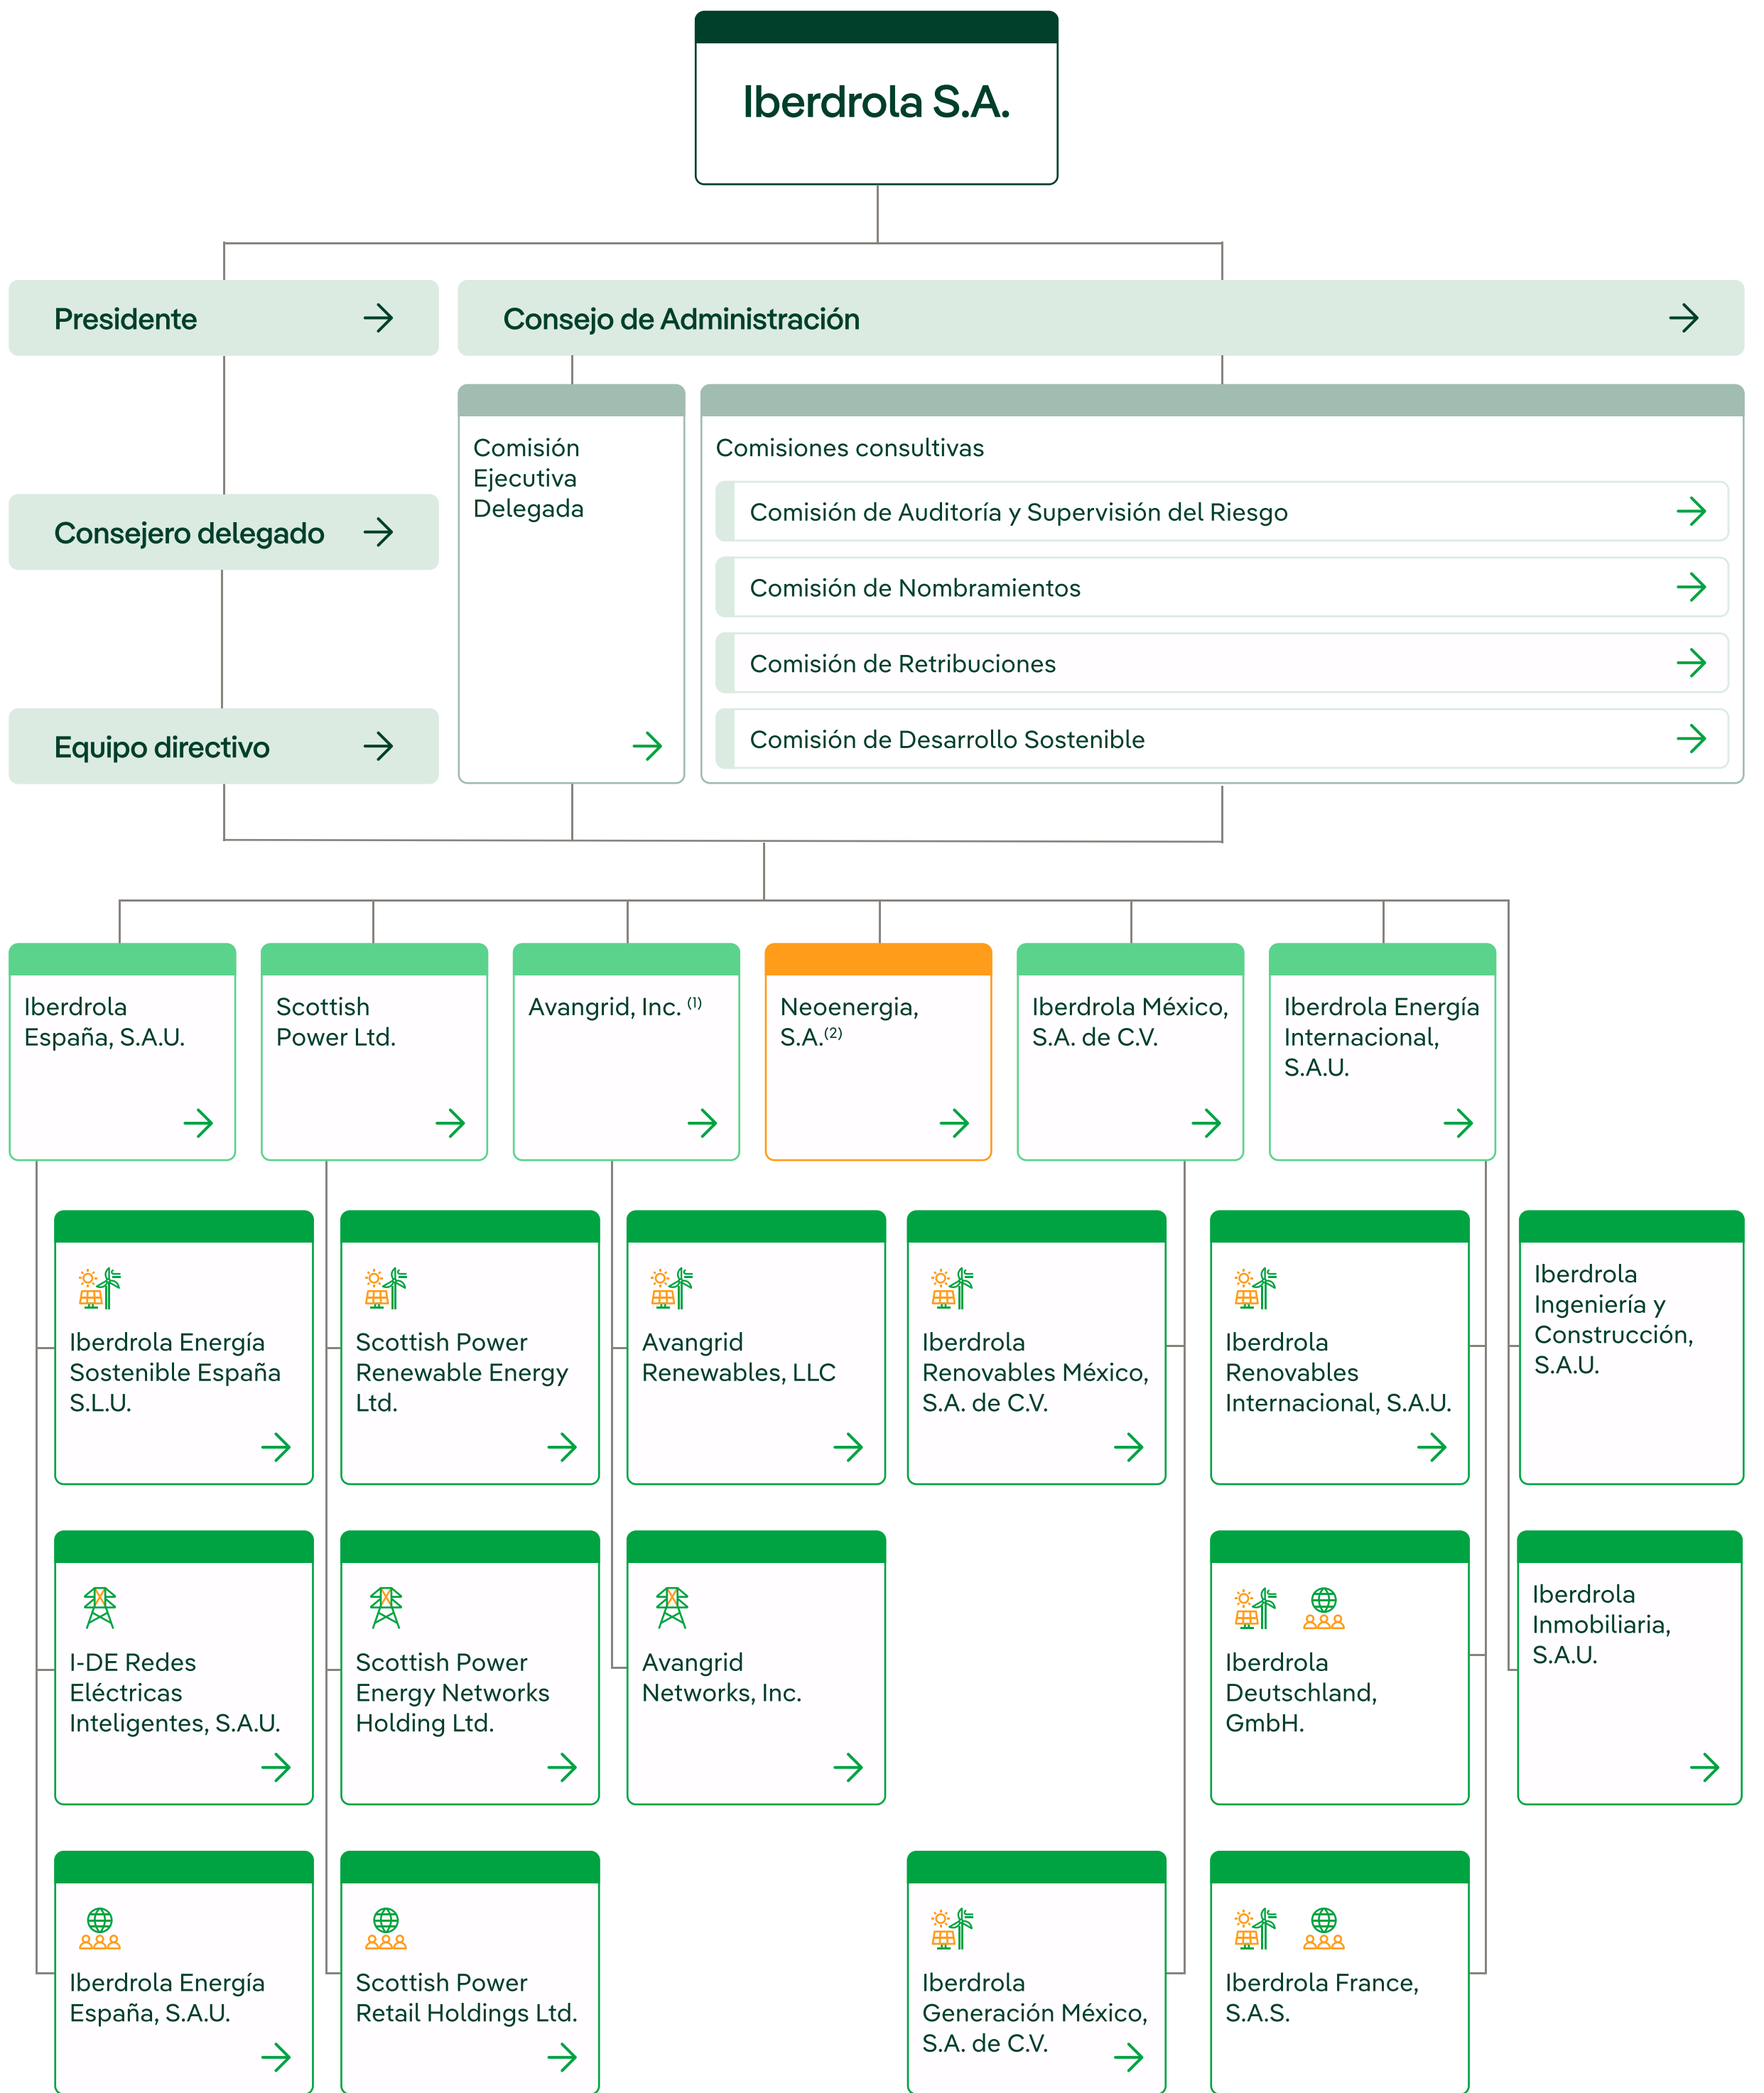 Iberdrola S.A.
Presidente
Consejo de Administración
Consejero delegado
Equipo directivo
Comisión
Ejecutiva
Delegada
Comisiones consultivas
Comisión de Auditoría y Supervisión del Riesgo
Comisión de Nombramientos
Comisión de Retribuciones
Comisión de Desarrollo Sostenible
Iberdrola
España, S.A.U.
Scottish
Power Ltd.
Avangrid, Inc. (1)
Neoenergia,
S.A.(2)
Iberdrola México,
S.A. de C.V.
Iberdrola Energía
Internacional,
S.A.U.
Iberdrola Energía
Sostenible España
S.L.U.
Scottish Power
Renewable Energy
Ltd.
Avangrid
Renewables, LLC
Iberdrola
Renovables México,
S.A. de C.V.
Iberdrola
Renovables
Internacional, S.A.U.
Iberdrola
Ingeniería y
Construcción,
S.A.U.
I-DE Redes
Eléctricas
Inteligentes, S.A.U.
Scottish Power
Energy Networks
Holding Ltd.
Avangrid
Networks, Inc.
Iberdrola
Deutschland,
GmbH.
Iberdrola
Inmobiliaria,
S.A.U.
Iberdrola Energía
España, S.A.U.
Scottish Power
Retail Holdings Ltd.
Iberdrola
Generación México,
S.A. de C.V.
Iberdrola France,
S.A.S.